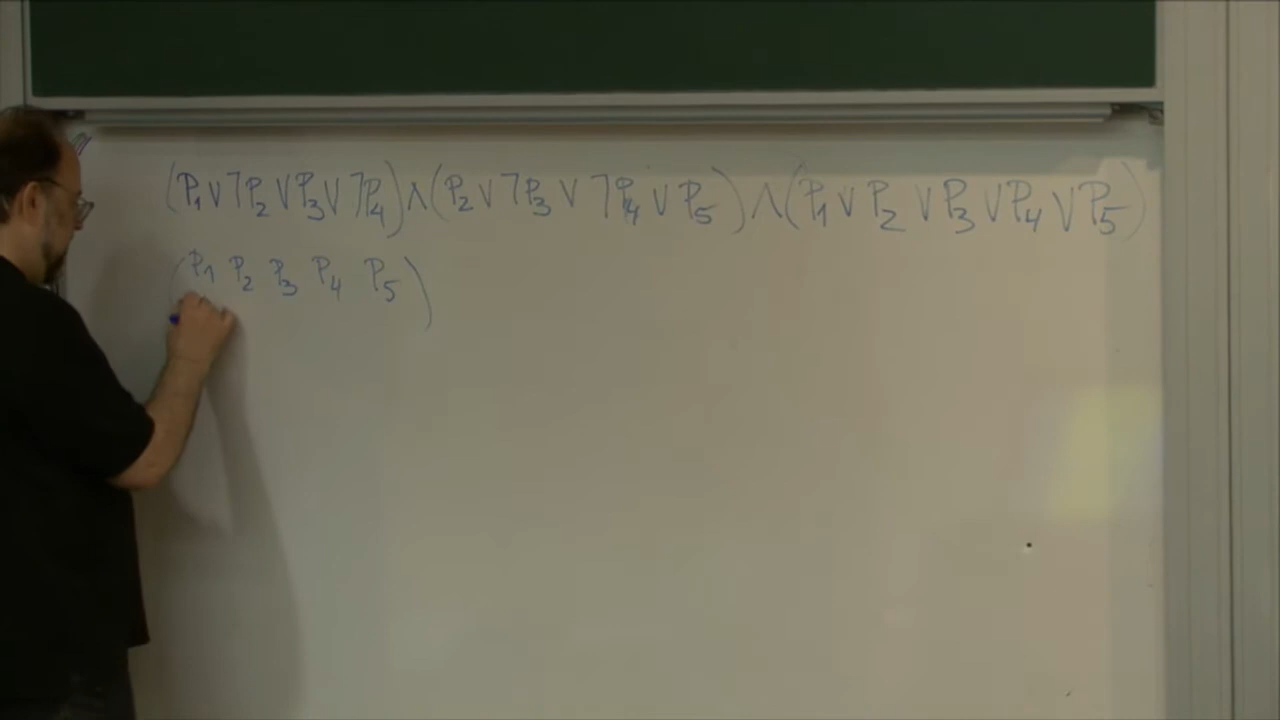 (P₁ ∨ ¬P₂ ∨ P₃ ∨ ¬P₄) ∧ (P₂ ∨ ¬P₃ ∨ ¬P₄ ∨ P₅) ∧ (P₁ ∨ P₂ ∨ P₃ ∨ P₄ ∨ P₅)
(P₁ P₂ P₃ P₄ P₅)